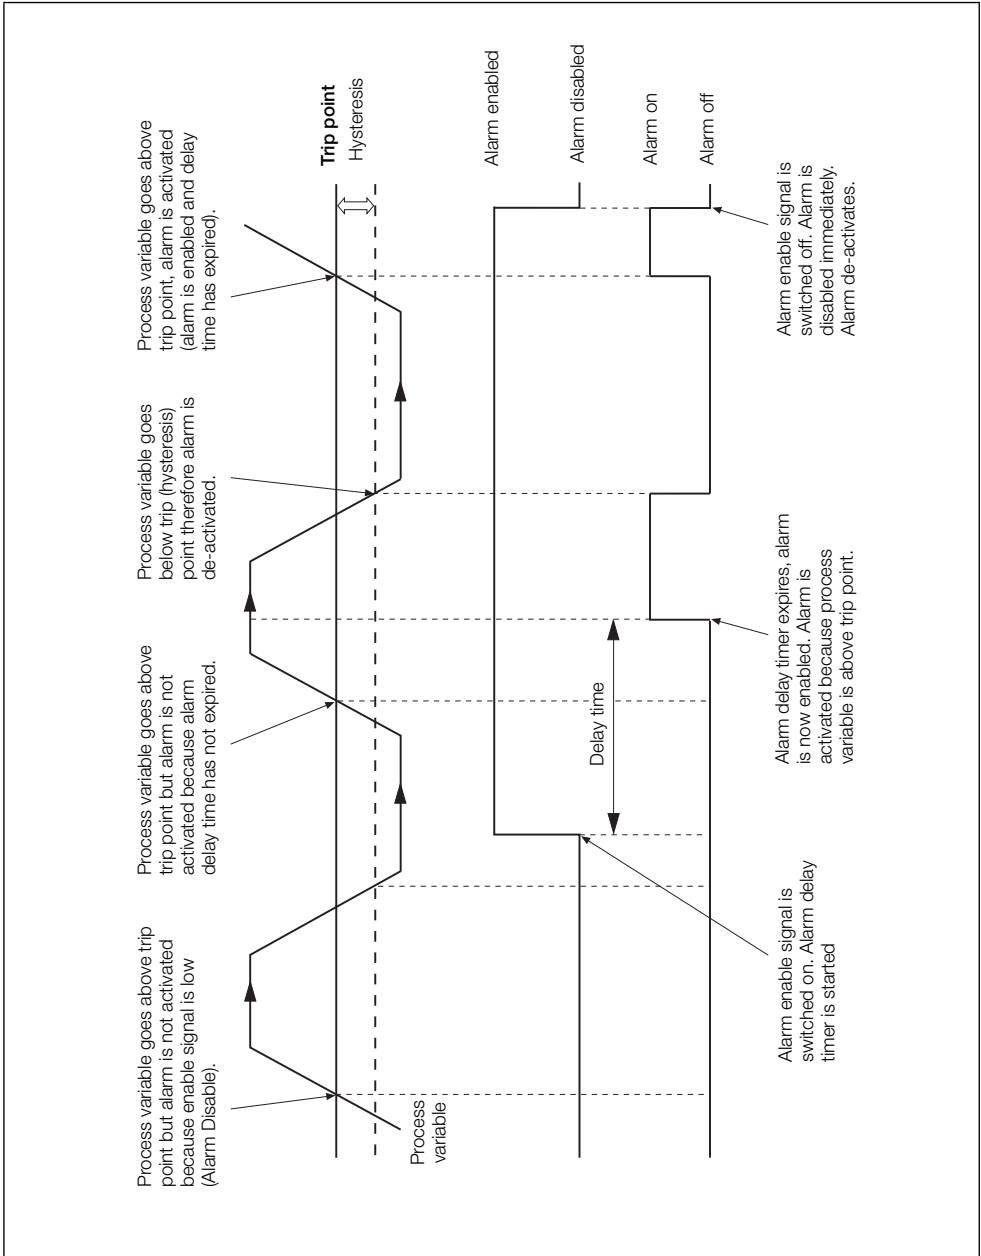 Process variable goes above trip
point but alarm is not activated
because enable signal is low
(Alarm Disable).
Process variable goes above
trip point but alarm is not
activated because alarm
delay time has not expired.
Process variable goes
below trip (hysteresis)
point therefore alarm is
de-activated.
Process variable goes above
trip point, alarm is activated
(alarm is enabled and delay
time has expired).
Trip point
Hysteresis
Process
variable
Alarm enabled
Alarm disabled
Delay time
Alarm on
Alarm off
Alarm enable signal is
switched on. Alarm delay
timer is started
Alarm delay timer expires, alarm
is now enabled. Alarm is
activated because process
variable is above trip point.
Alarm enable signal is
switched off. Alarm is
disabled immediately.
Alarm de-activates.